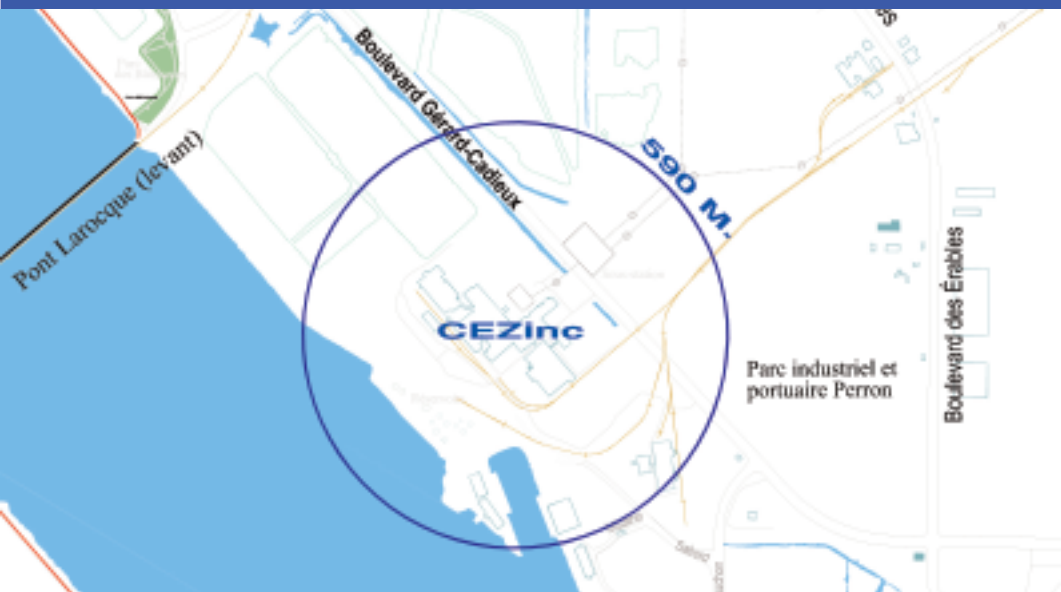 Boulevard Gérard-Cadieux
Pont Larocque (levant)
590 M.
CEZinc
Parc industriel et
portuaire Perron
Boulevard des Érables